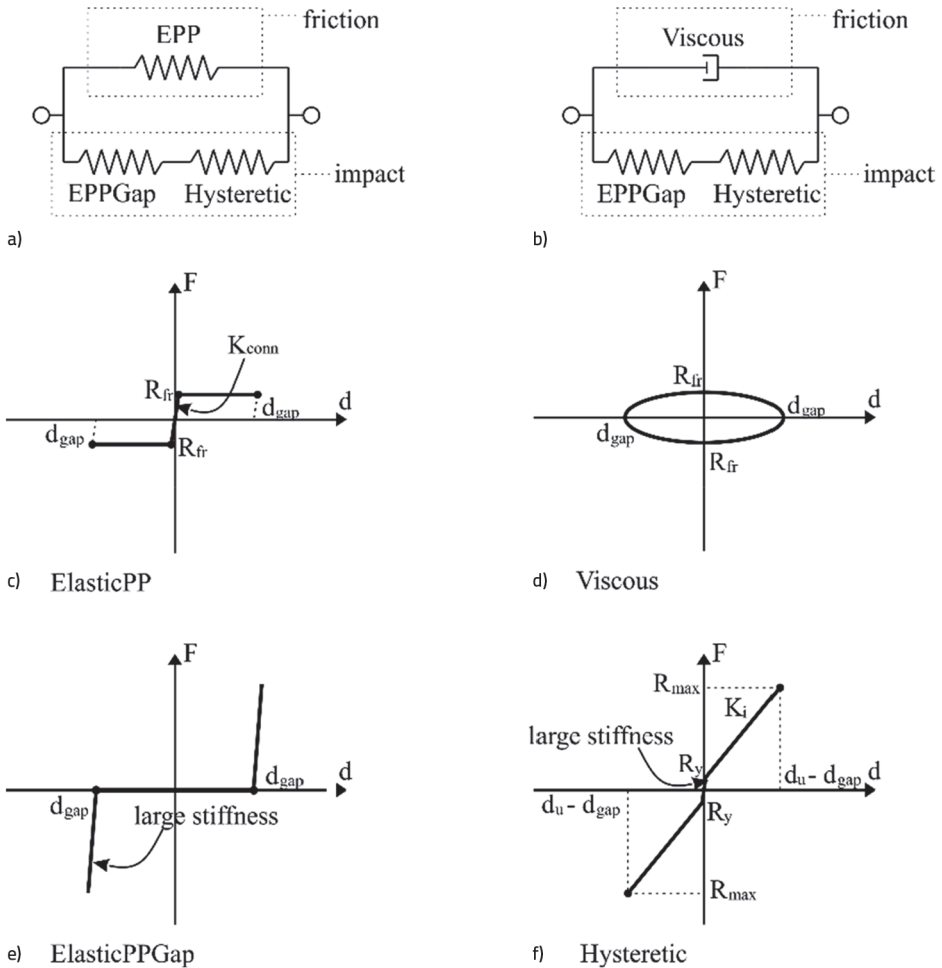 friction
EPP
EPPGap Hysteretic
impact
a)
friction
Viscous
EPPGap Hysteretic
impact
b)
F
Kconn
Rfr
dgap
d
dgap
Rfr
c) ElasticPP
F
Rfr
dgap
d
dgap
Rfr
d) Viscous
F
dgap
d
dgap
large stiffness
e) ElasticPPGap
F
Rmax
Ki
large stiffness
Ry
du - dgap
d
du - dgap
Ry
Rmax
f) Hysteretic